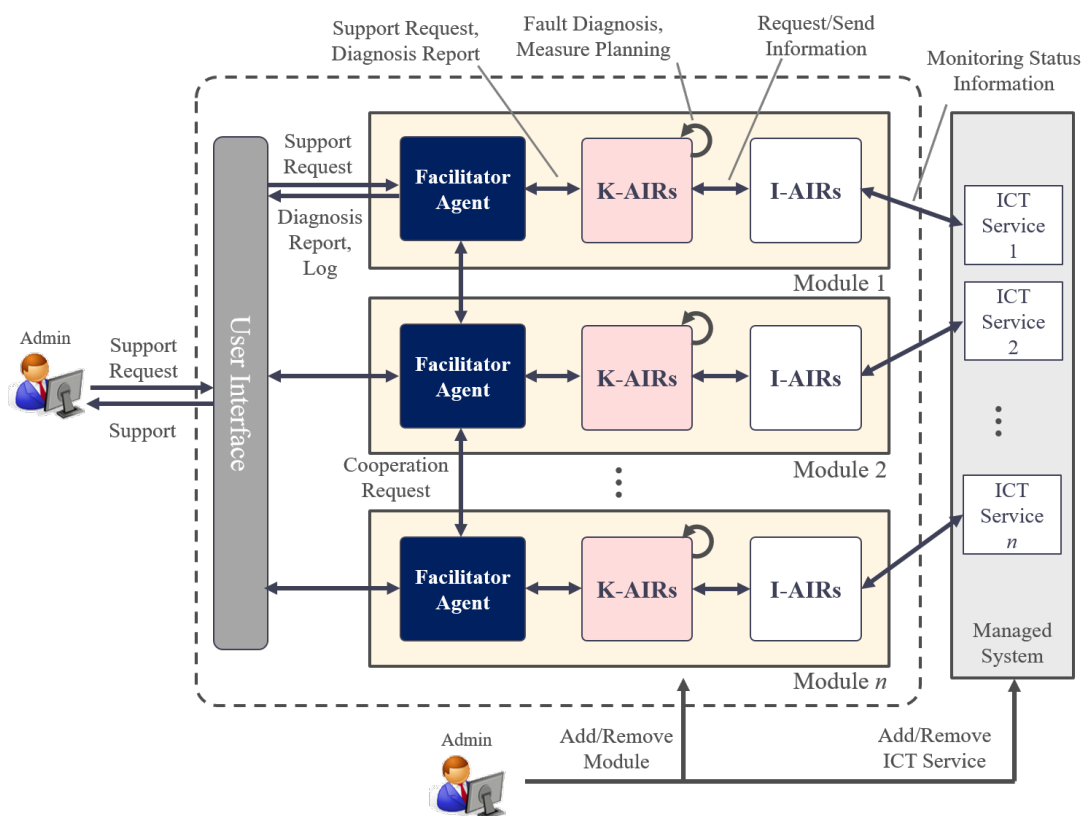 Support Request,
Diagnosis Report
Fault Diagnosis,
Measure Planning
Request/Send
Information
Monitoring Status
Information
Support
Request
Diagnosis
Report,
Log
Facilitator
Agent
K-AIRs
I-AIRs
Module 1
ICT
Service
1
User Interface
Admin
Support
Request
Support
Facilitator
Agent
K-AIRs
I-AIRs
Module 2
ICT
Service
2
Cooperation
Request
Facilitator
Agent
K-AIRs
I-AIRs
Module n
ICT
Service
n
Managed
System
Admin
Add/Remove
Module
Add/Remove
ICT Service